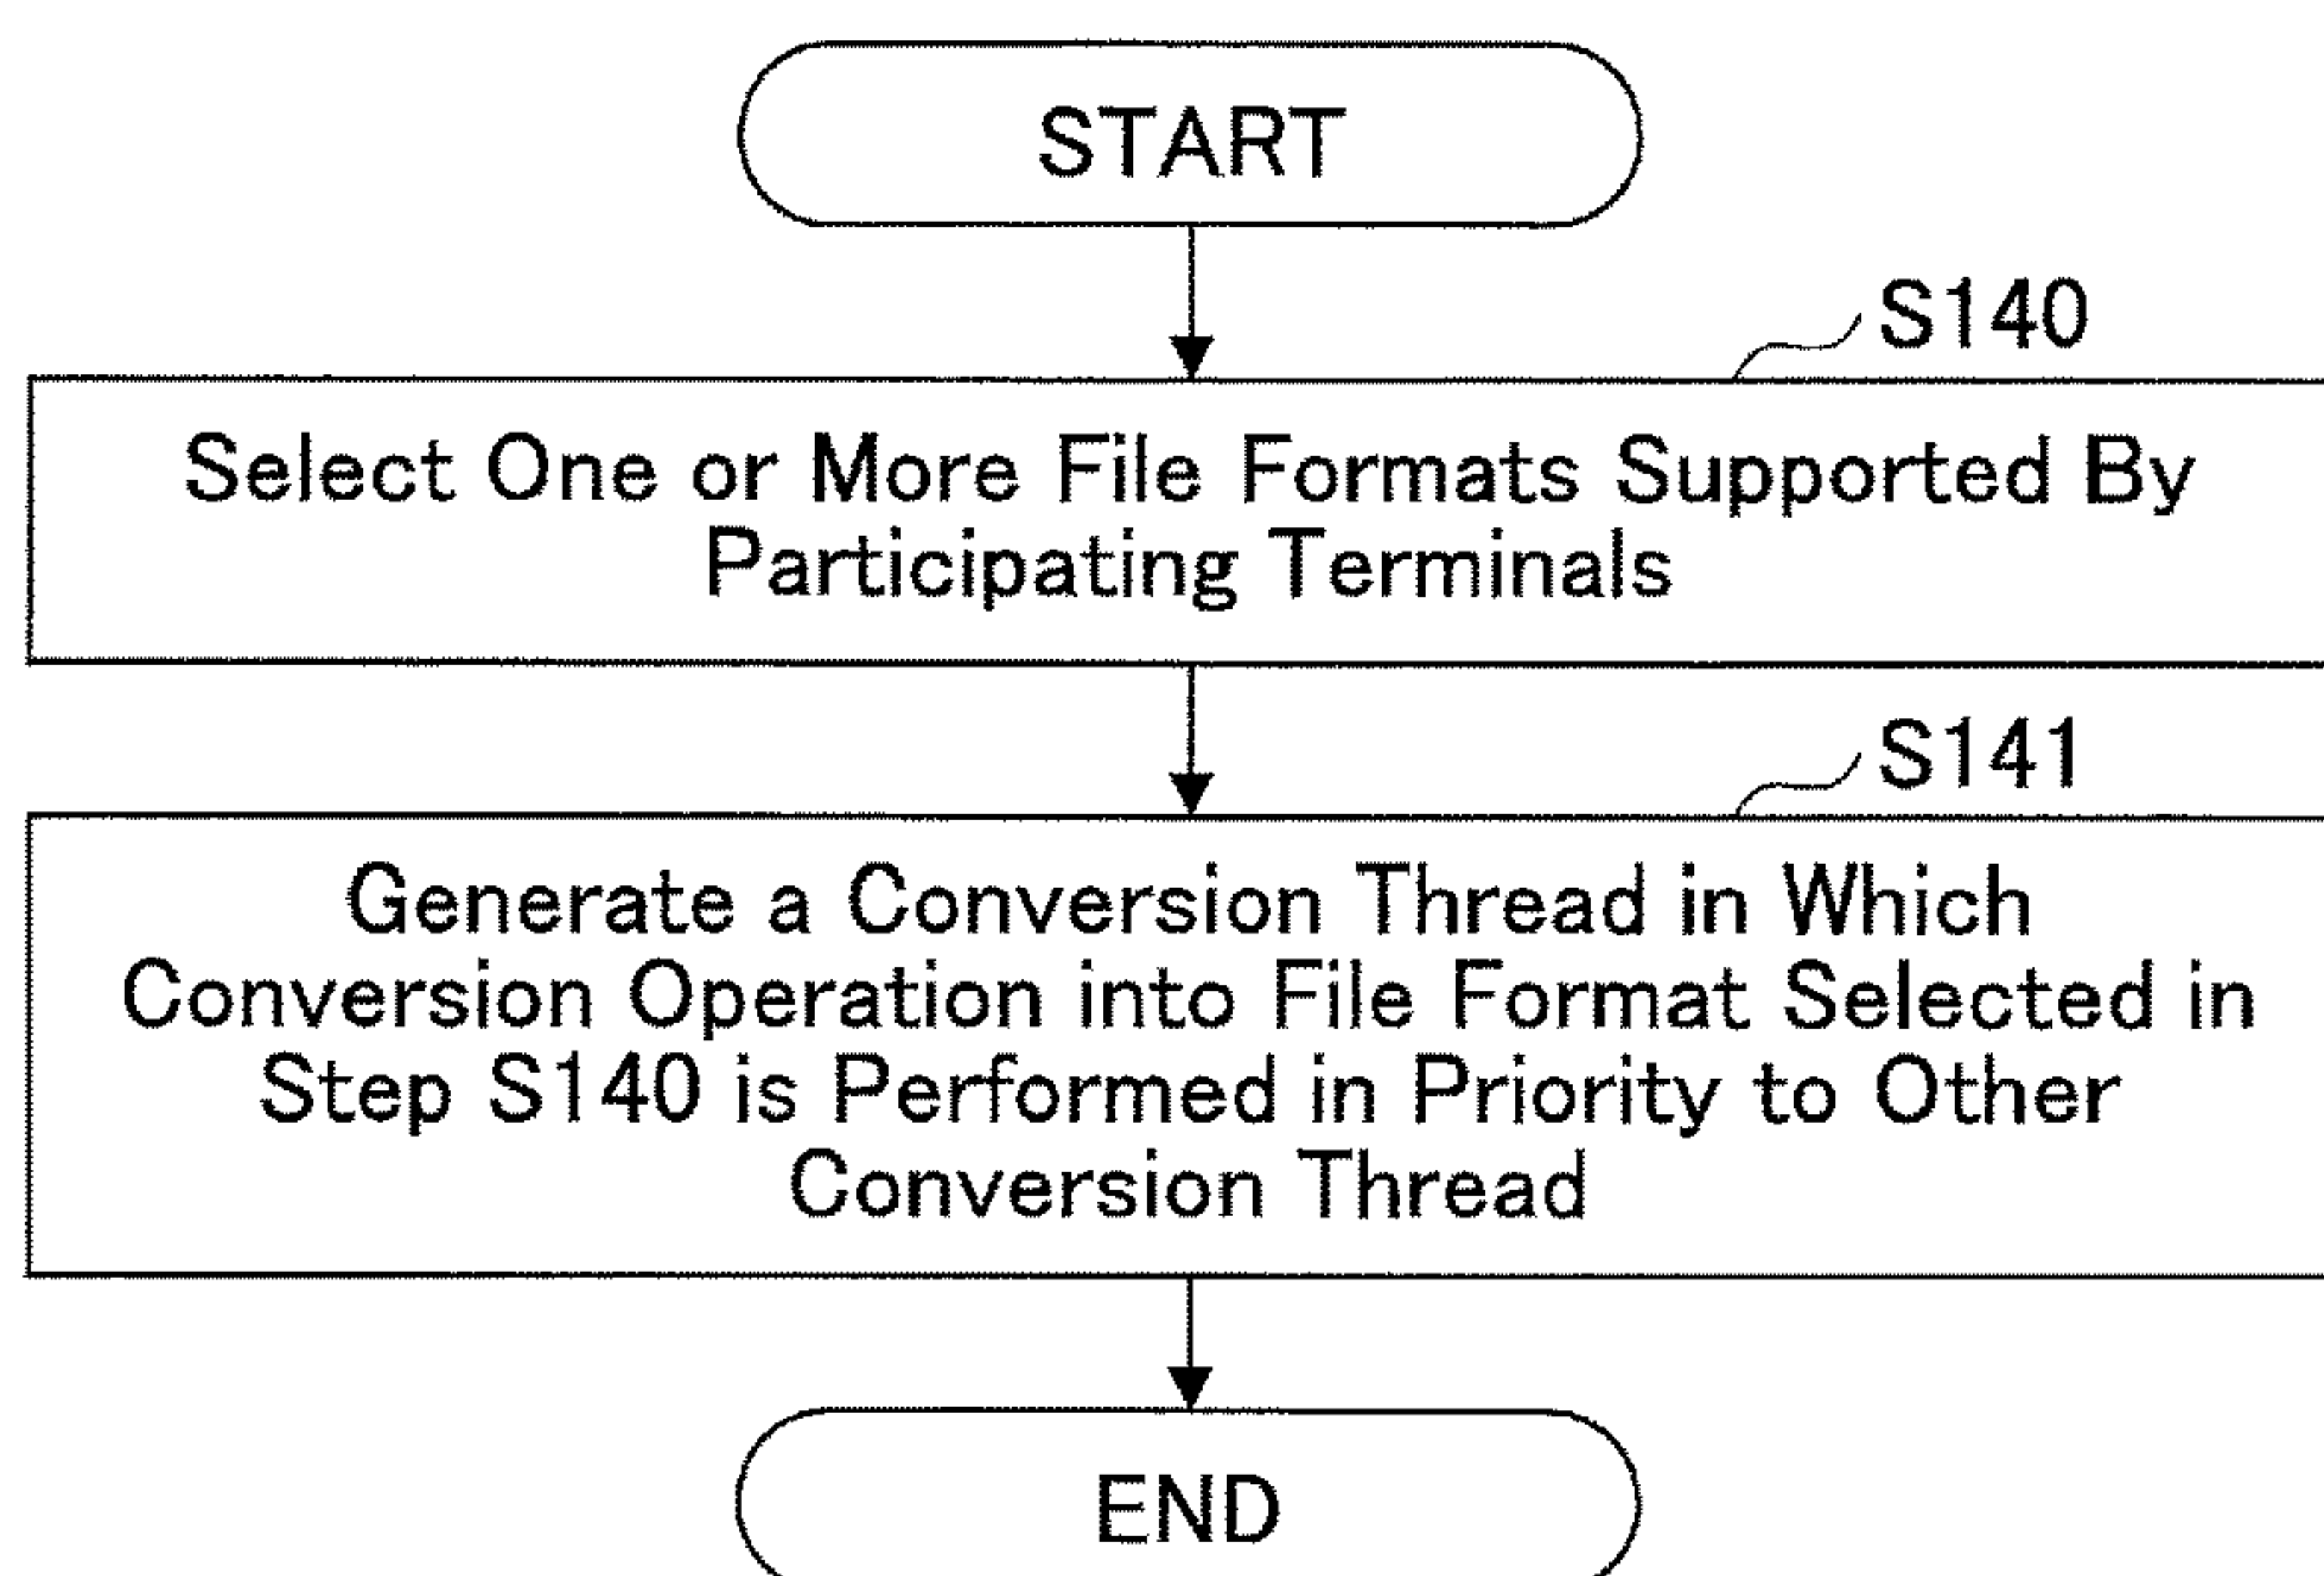 START
S140
Select One or More File Formats Supported By
Participating Terminals
S141
Generate a Conversion Thread in Which
Conversion Operation into File Format Selected in
Step S140 is Performed in Priority to Other
Conversion Thread
END